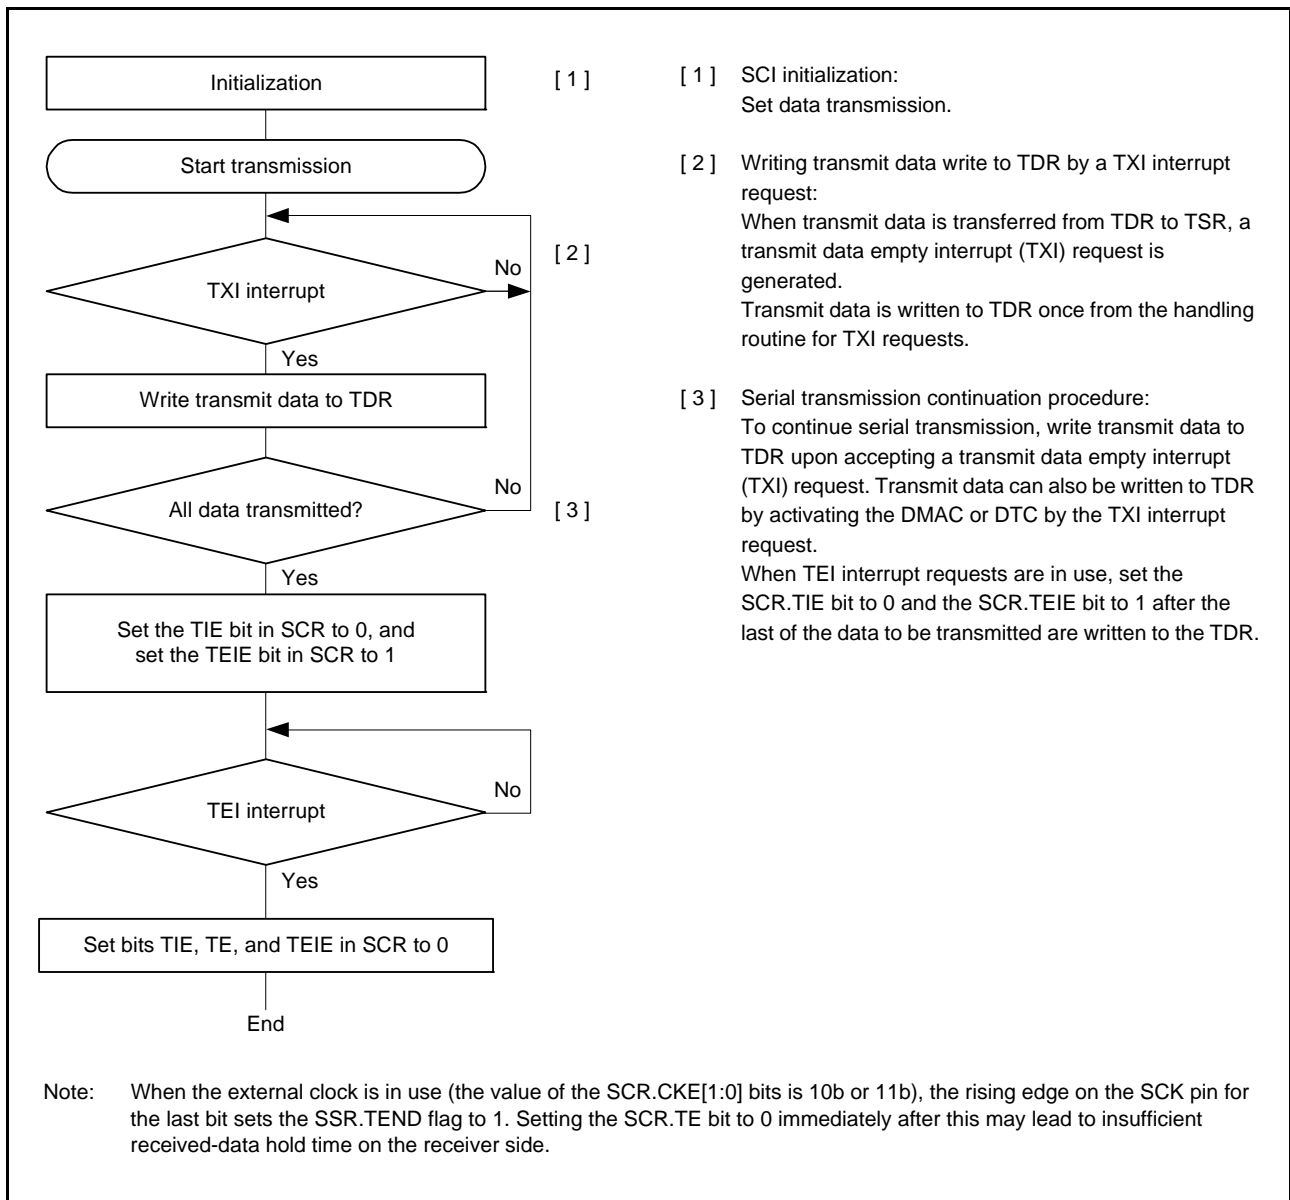 Initialization
[ 1 ]
Start transmission
[ 2 ]
TXI interrupt
No
Yes
Write transmit data to TDR
All data transmitted?
No
[ 3 ]
Yes
Set the TIE bit in SCR to 0, and
set the TEIE bit in SCR to 1
TEI interrupt
No
Yes
Set bits TIE, TE, and TEIE in SCR to 0
End
[ 1 ] SCI initialization:
Set data transmission.
[ 2 ] Writing transmit data write to TDR by a TXI interrupt
request:
When transmit data is transferred from TDR to TSR, a
transmit data empty interrupt (TXI) request is
generated.
Transmit data is written to TDR once from the handling
routine for TXI requests.
[ 3 ] Serial transmission continuation procedure:
To continue serial transmission, write transmit data to
TDR upon accepting a transmit data empty interrupt
(TXI) request. Transmit data can also be written to TDR
by activating the DMAC or DTC by the TXI interrupt
request.
When TEI interrupt requests are in use, set the
SCR.TIE bit to 0 and the SCR.TEIE bit to 1 after the
last of the data to be transmitted are written to the TDR.
Note: When the external clock is in use (the value of the SCR.CKE[1:0] bits is 10b or 11b), the rising edge on the SCK pin for
the last bit sets the SSR.TEND flag to 1. Setting the SCR.TE bit to 0 immediately after this may lead to insufficient
received-data hold time on the receiver side.